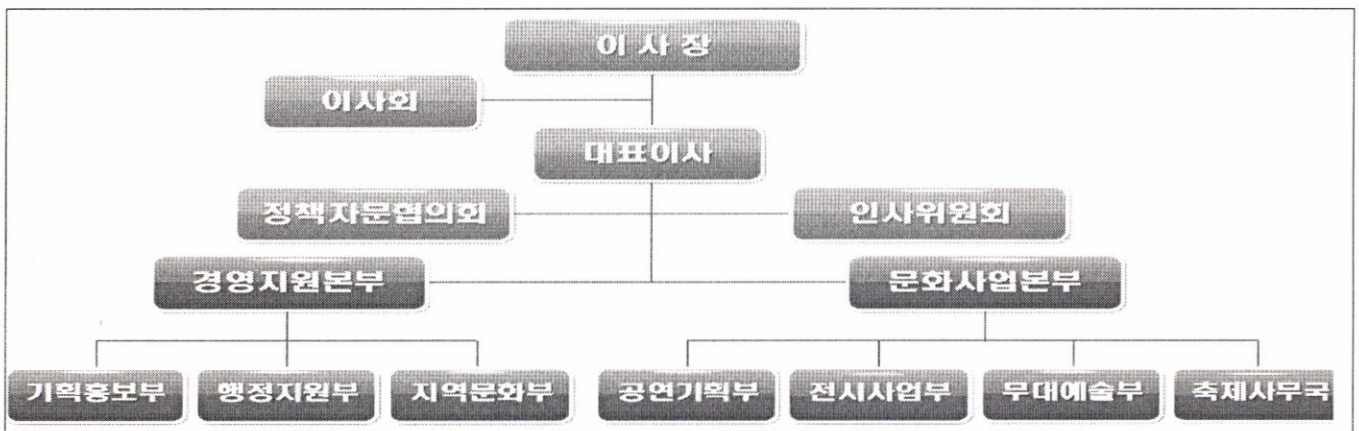 이 사 장
이사회
대표이사
정책자문협의회 인사위원회
경영지원본부 문화사업본부
기획홍보부 행정지원부 지역문화부 공연기획부 전시사업부 무대예술부 축제사무국